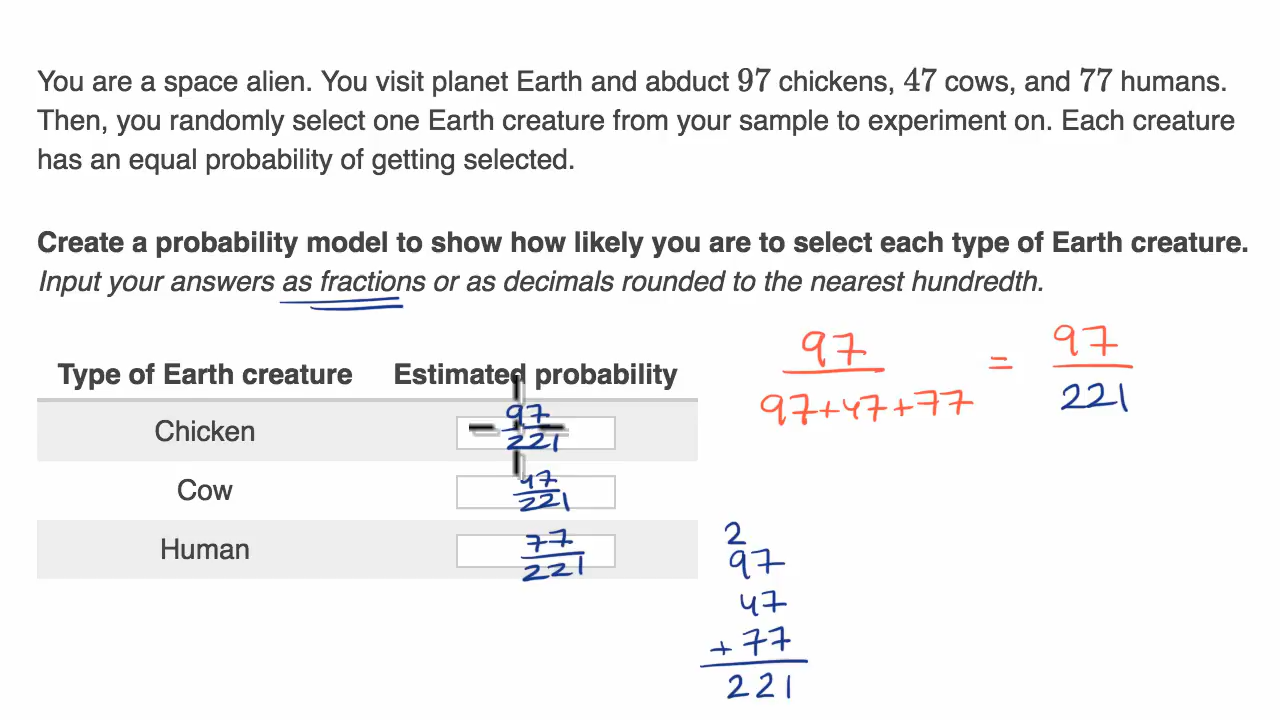 You are a space alien. You visit planet Earth and abduct 97 chickens, 47 cows, and 77 humans.
Then, you randomly select one Earth creature from your sample to experiment on. Each creature
has an equal probability of getting selected.
Create a probability model to show how likely you are to select each type of Earth creature.
Input your answers as fractions or as decimals rounded to the nearest hundredth.
97
97+47+77
=
97
221
Type of Earth creature Estimated probability
Chicken
97
221
Cow
47
221
Human
77
221
2
97
47
+77
221